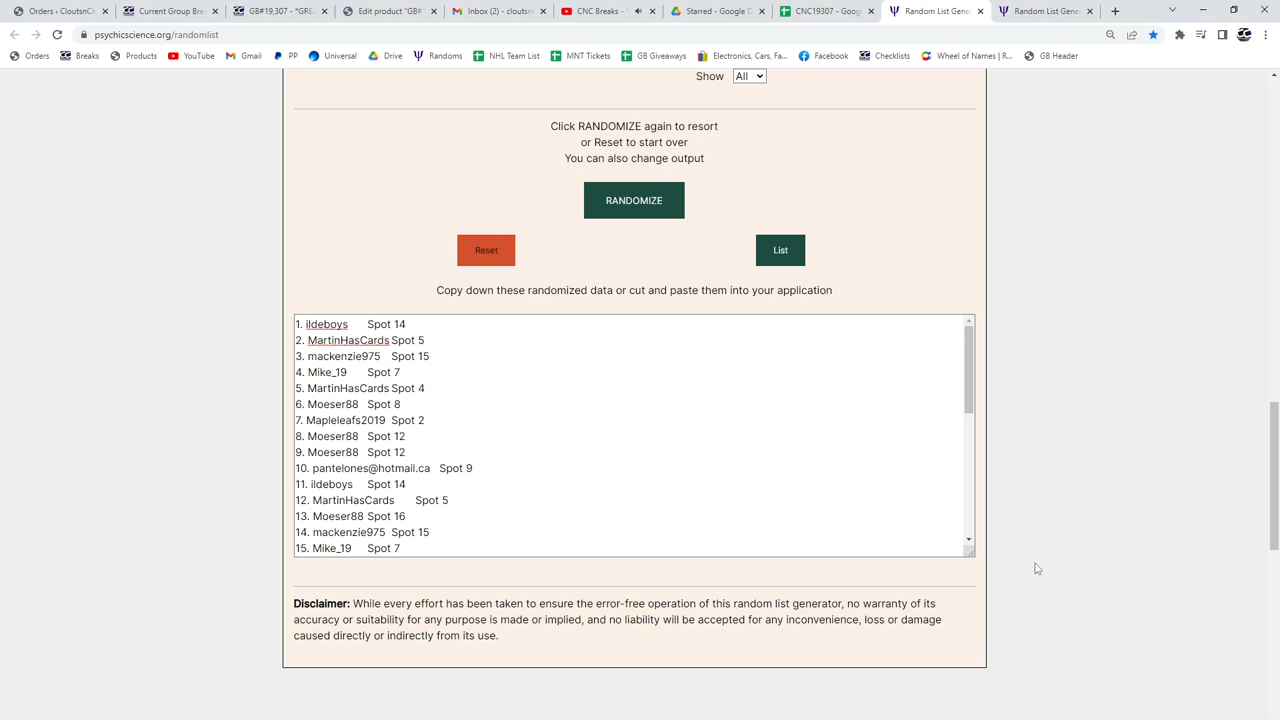 Orders ‹ CloutsnCh
Current Group Brea
GB#19,307 - "GREA
Edit product "GB#
Inbox (2) - cloutsnc
CNC Breaks -
Starred - Google D
CNC19307 - Googl
Random List Gene
Random List Gene
psychicscience.org/randomlist
Orders
Breaks
Products
YouTube
Gmail
PP
Universal
Drive
Randoms
NHL Team List
MNT Tickets
GB Giveaways
Electronics, Cars, Fa...
Facebook
Checklists
Wheel of Names | R...
GB Header
Show All
Click RANDOMIZE again to resort
or Reset to start over
You can also change output
RANDOMIZE
Reset
List
Copy down these randomized data or cut and paste them into your application
1. ildeboys Spot 14
2. MartinHasCards Spot 5
3. mackenzie975 Spot 15
4. Mike_19 Spot 7
5. MartinHasCards Spot 4
6. Moeser88 Spot 8
7. Mapleleafs2019 Spot 2
8. Moeser88 Spot 12
9. Moeser88 Spot 12
10. pantelones@hotmail.ca Spot 9
11. ildeboys Spot 14
12. MartinHasCards Spot 5
13. Moeser88 Spot 16
14. mackenzie975 Spot 15
15. Mike_19 Spot 7
Disclaimer: While every effort has been taken to ensure the error-free operation of this random list generator, no warranty of its
accuracy or suitability for any purpose is made or implied, and no liability will be accepted for any inconvenience, loss or damage
caused directly or indirectly from its use.